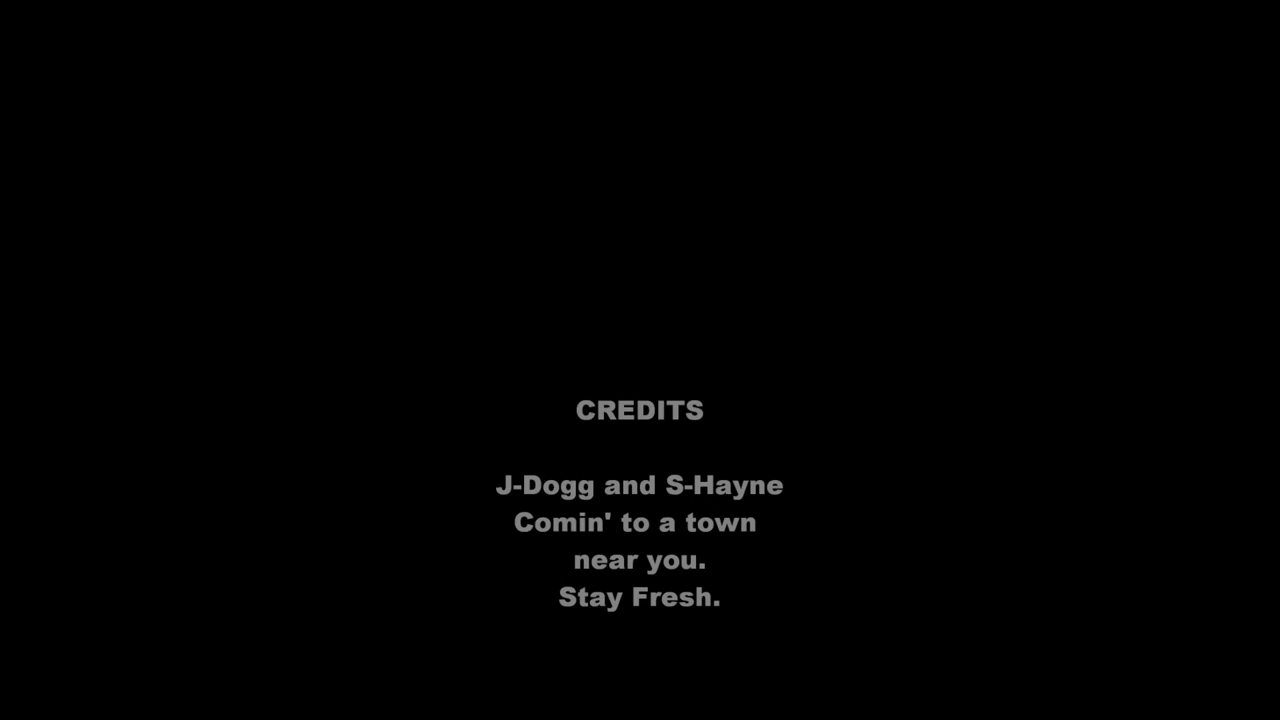 CREDITS
J-Dogg and S-Hayne
Comin' to a town
near you.
Stay Fresh.